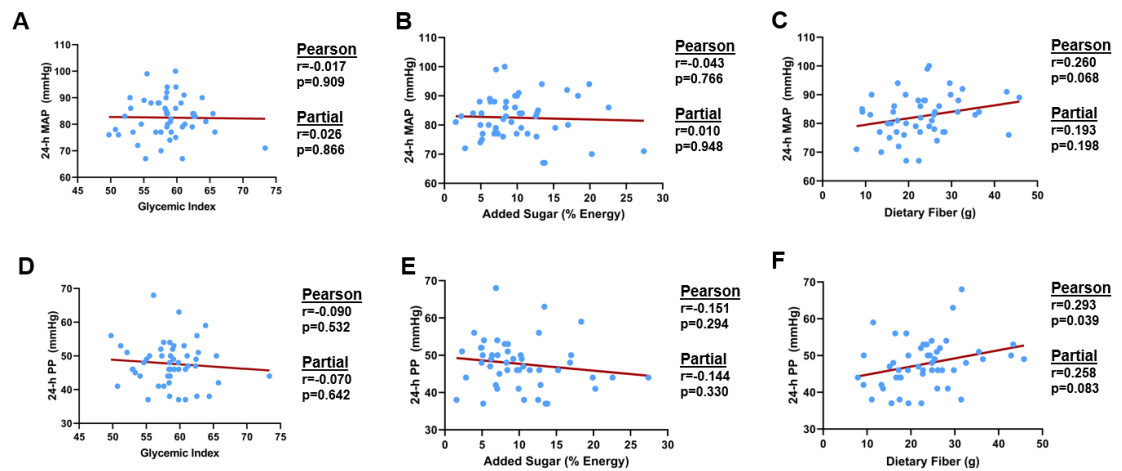 A
110
100
90
80
70
60
24-h MAP (mmHg)
45 50 55 60 65 70 75
Glycemic Index
Pearson
r=-0.017
p=0.909
Partial
r=0.026
p=0.866
B
110
100
90
80
70
60
24-h MAP (mmHg)
0 5 10 15 20 25 30
Added Sugar (% Energy)
Pearson
r=-0.043
p=0.766
Partial
r=0.010
p=0.948
C
110
100
90
80
70
60
24-h MAP (mmHg)
0 10 20 30 40 50
Dietary Fiber (g)
Pearson
r=0.260
p=0.068
Partial
r=0.193
p=0.198
D
70
60
50
40
30
24-h PP (mmHg)
45 50 55 60 65 70 75
Glycemic Index
Pearson
r=-0.090
p=0.532
Partial
r=-0.070
p=0.642
E
70
60
50
40
30
24-h PP (mmHg)
0 5 10 15 20 25 30
Added Sugar (% Energy)
Pearson
r=-0.151
p=0.294
Partial
r=-0.144
p=0.330
F
70
60
50
40
30
24-h PP (mmHg)
0 10 20 30 40 50
Dietary Fiber (g)
Pearson
r=0.293
p=0.039
Partial
r=0.258
p=0.083